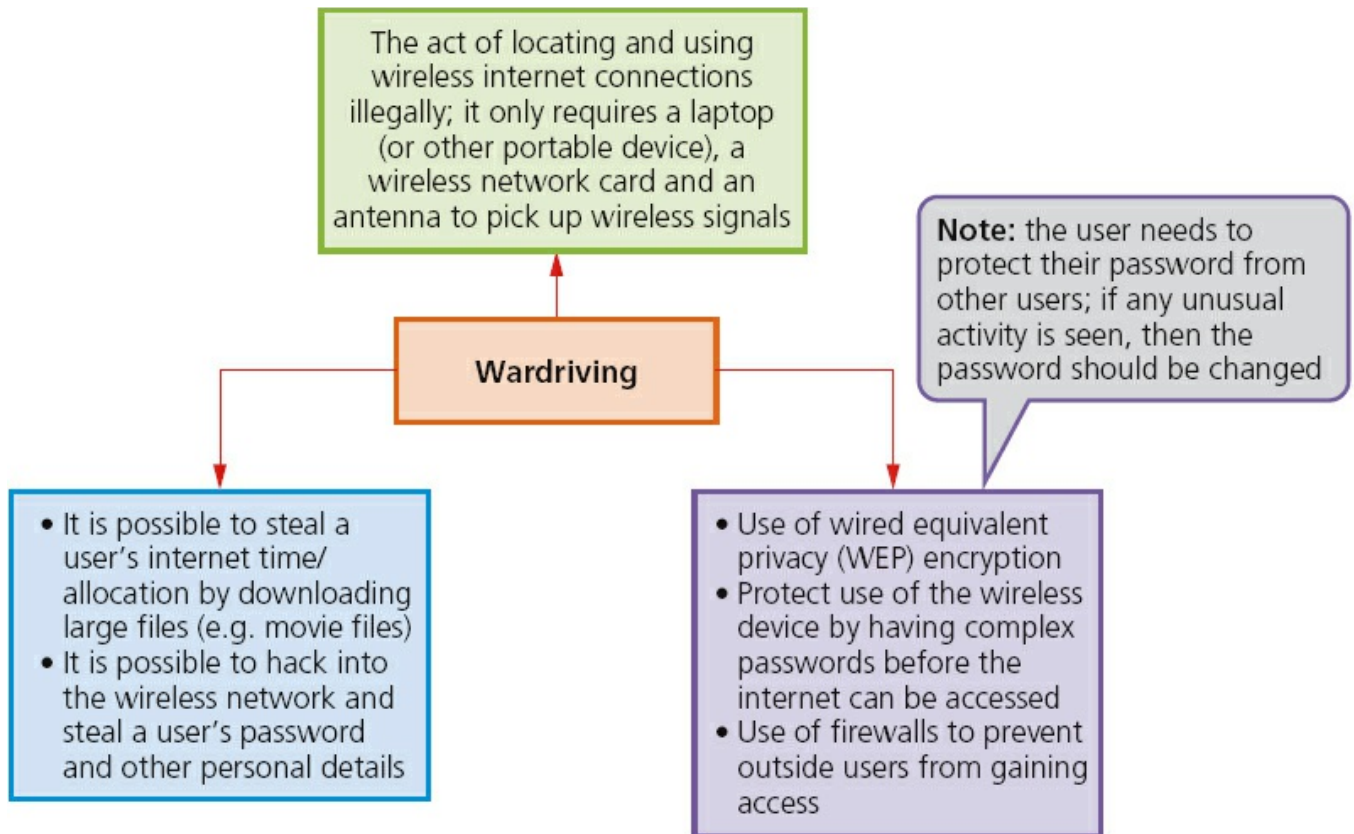 The act of locating and using
wireless internet connections
illegally; it only requires a laptop
(or other portable device), a
wireless network card and an
antenna to pick up wireless signals
Note: the user needs to
protect their password from
other users; if any unusual
activity is seen, then the
password should be changed
Wardriving
• It is possible to steal a
user's internet time/
allocation by downloading
large files (e.g. movie files)
• It is possible to hack into
the wireless network and
steal a user's password
and other personal details
• Use of wired equivalent
privacy (WEP) encryption
• Protect use of the wireless
device by having complex
passwords before the
internet can be accessed
• Use of firewalls to prevent
outside users from gaining
access